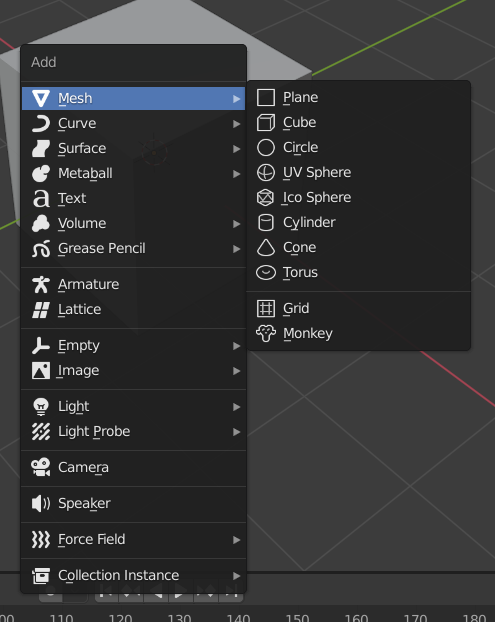 Add
Mesh
Curve
Surface
Metaball
Text
Volume
Grease Pencil
Armature
Lattice
Empty
Image
Light
Light Probe
Camera
Speaker
Force Field
Collection Instance
Plane
Cube
Circle
UV Sphere
Ico Sphere
Cylinder
Cone
Torus
Grid
Monkey
110 120 130 140 150 160 170 180